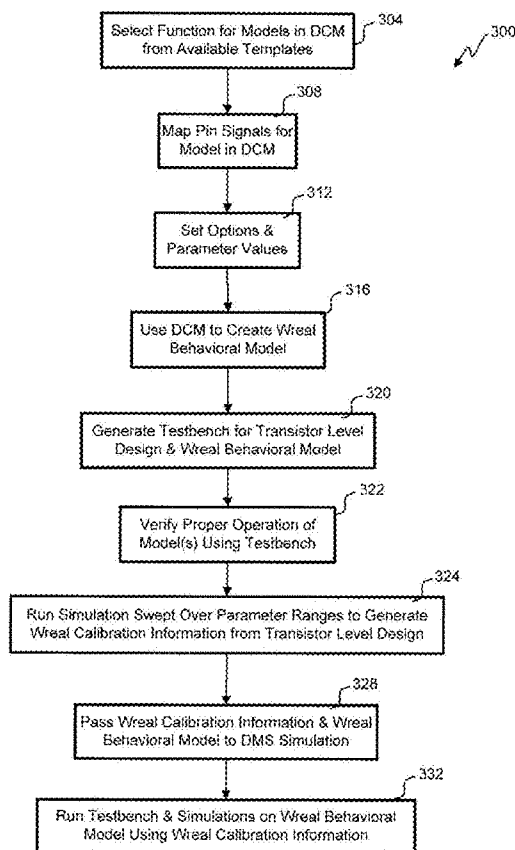 Select Function for Models in DCM
from Available Templates
304
300
308
Map Pin Signals for
Model in DCM
312
Set Options &
Parameter Values
316
Use DCM to Create Wreal
Behavioral Model
320
Generate Testbench for Transistor Level
Design & Wreal Behavioral Model
322
Verify Proper Operation of
Model(s) Using Testbench
324
Run Simulation Swept Over Parameter Ranges to Generate
Wreal Calibration Information from Transistor Level Design
328
Pass Wreal Calibration Information & Wreal
Behavioral Model to DMS Simulation
332
Run Testbench & Simulations on Wreal Behavioral
Model Using Wreal Calibration Information